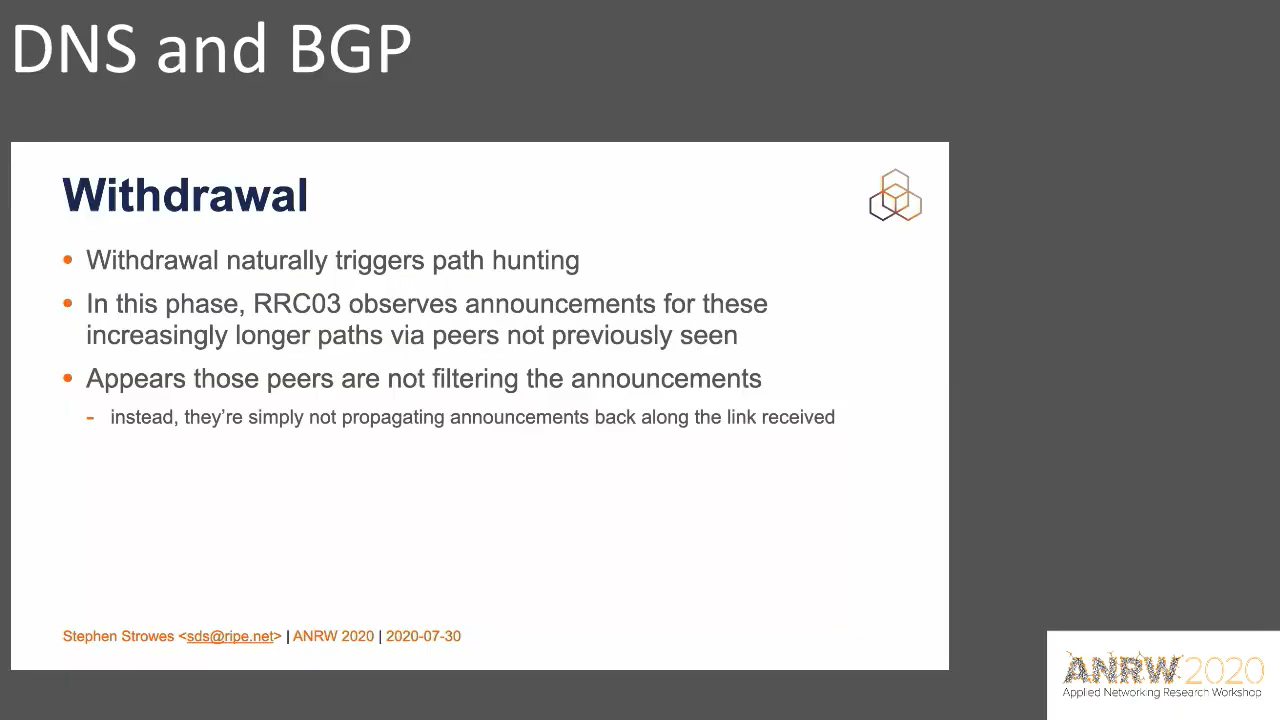 DNS and BGP
Withdrawal
• Withdrawal naturally triggers path hunting
• In this phase, RRC03 observes announcements for these
increasingly longer paths via peers not previously seen
• Appears those peers are not filtering the announcements
- instead, they’re simply not propagating announcements back along the link received
Stephen Strowes <sds@ripe.net> | ANRW 2020 | 2020-07-30
ANRW 2020
Applied Networking Research Workshop